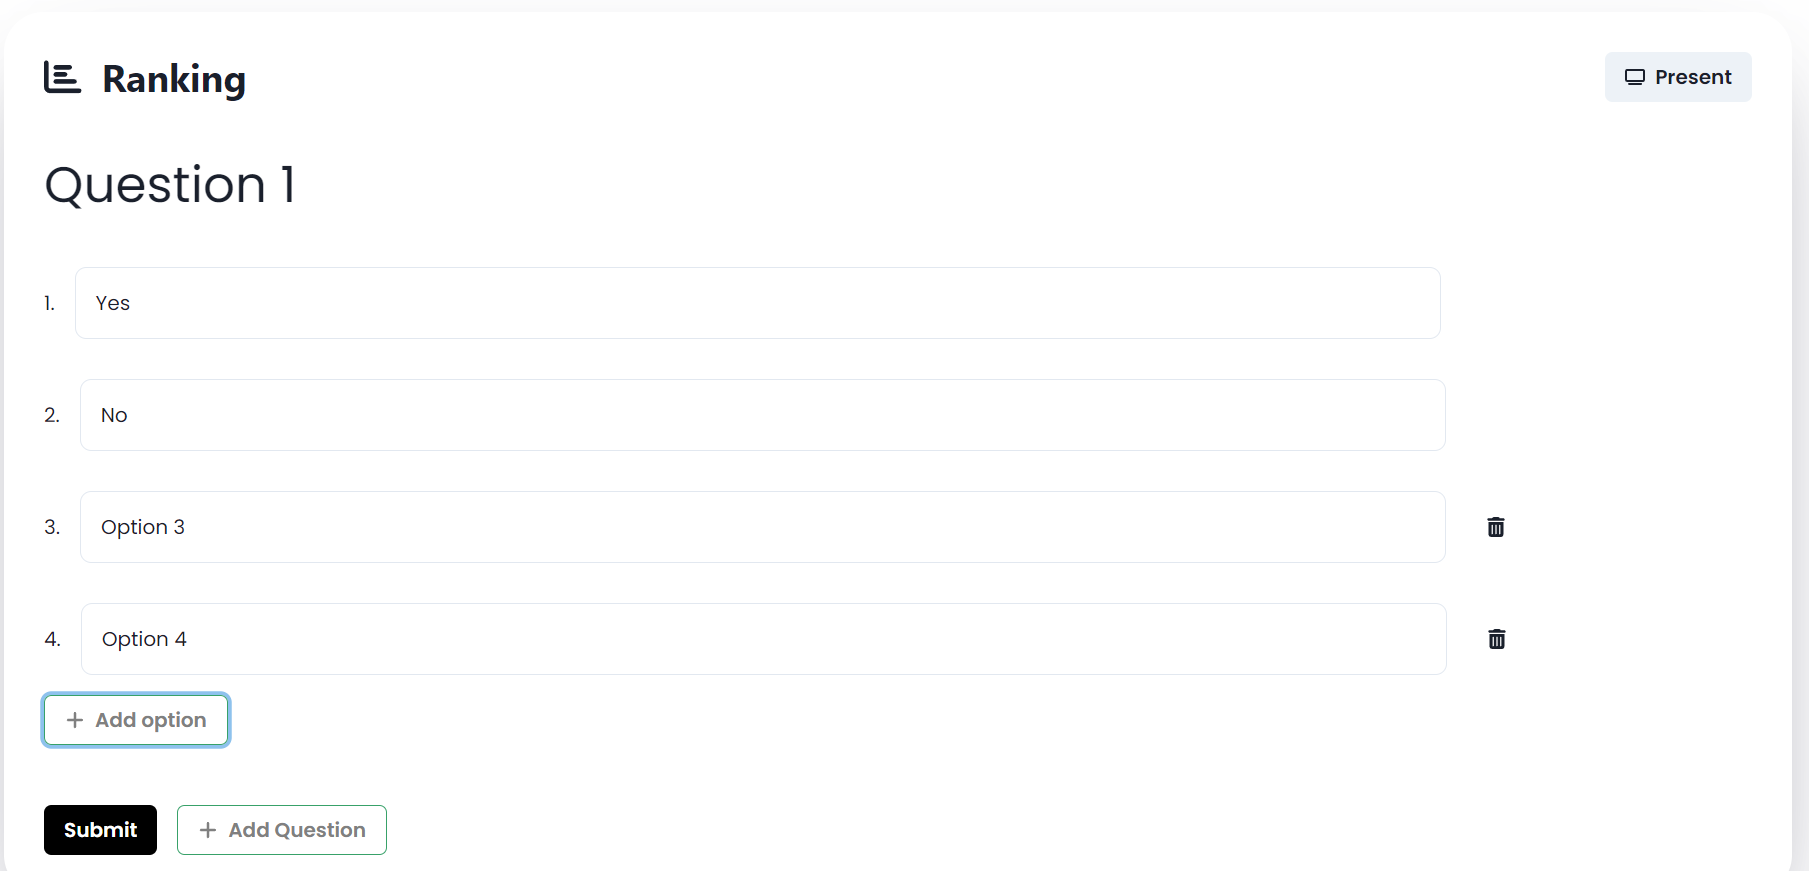 Ranking
Present
Question 1
1. Yes
2. No
3. Option 3
4. Option 4
+ Add option
Submit
+ Add Question